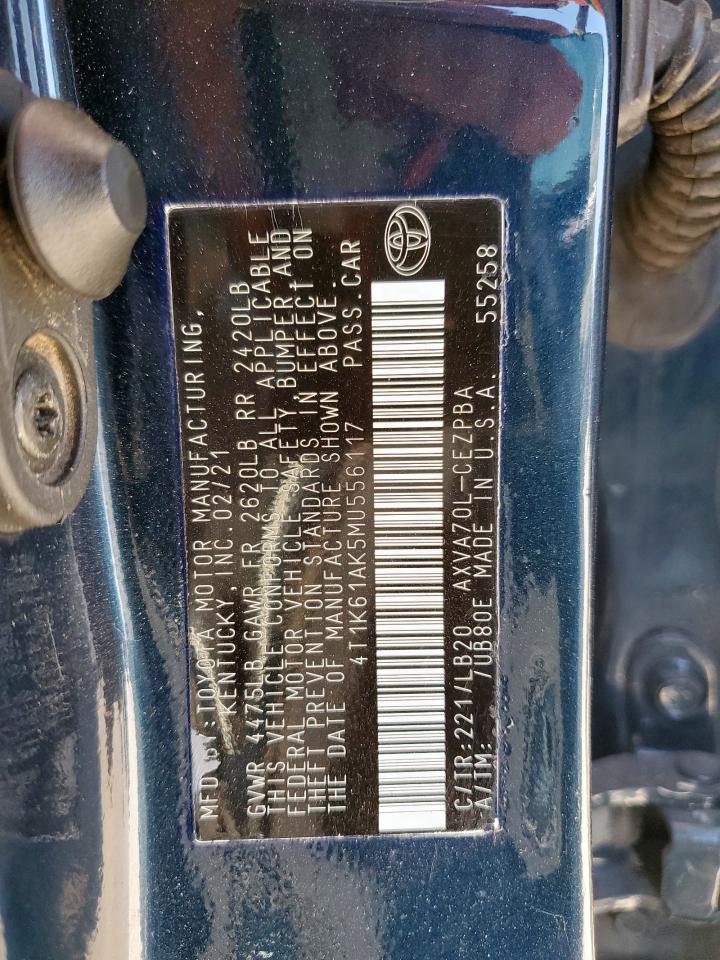 MFD.BY:TOYOTA MOTOR MANUFACTURING,
KENTUCKY, INC. 02/21
GVWR 4475LB GAWR FR 2620LB RR 2420LB
THIS VEHICLE CONFORMS TO ALL APPLICABLE
FEDERAL MOTOR VEHICLE SAFETY, BUMPER, AND
THEFT PREVENTION STANDARDS IN EFFECT ON
THE DATE OF MANUFACTURE SHOWN ABOVE.
4T1K61AK5MU556117 PASS.CAR
C/TR:221/LB20 AXVA70L-CEZPBA 55258
A/TM: /UB80E MADE IN U.S.A.